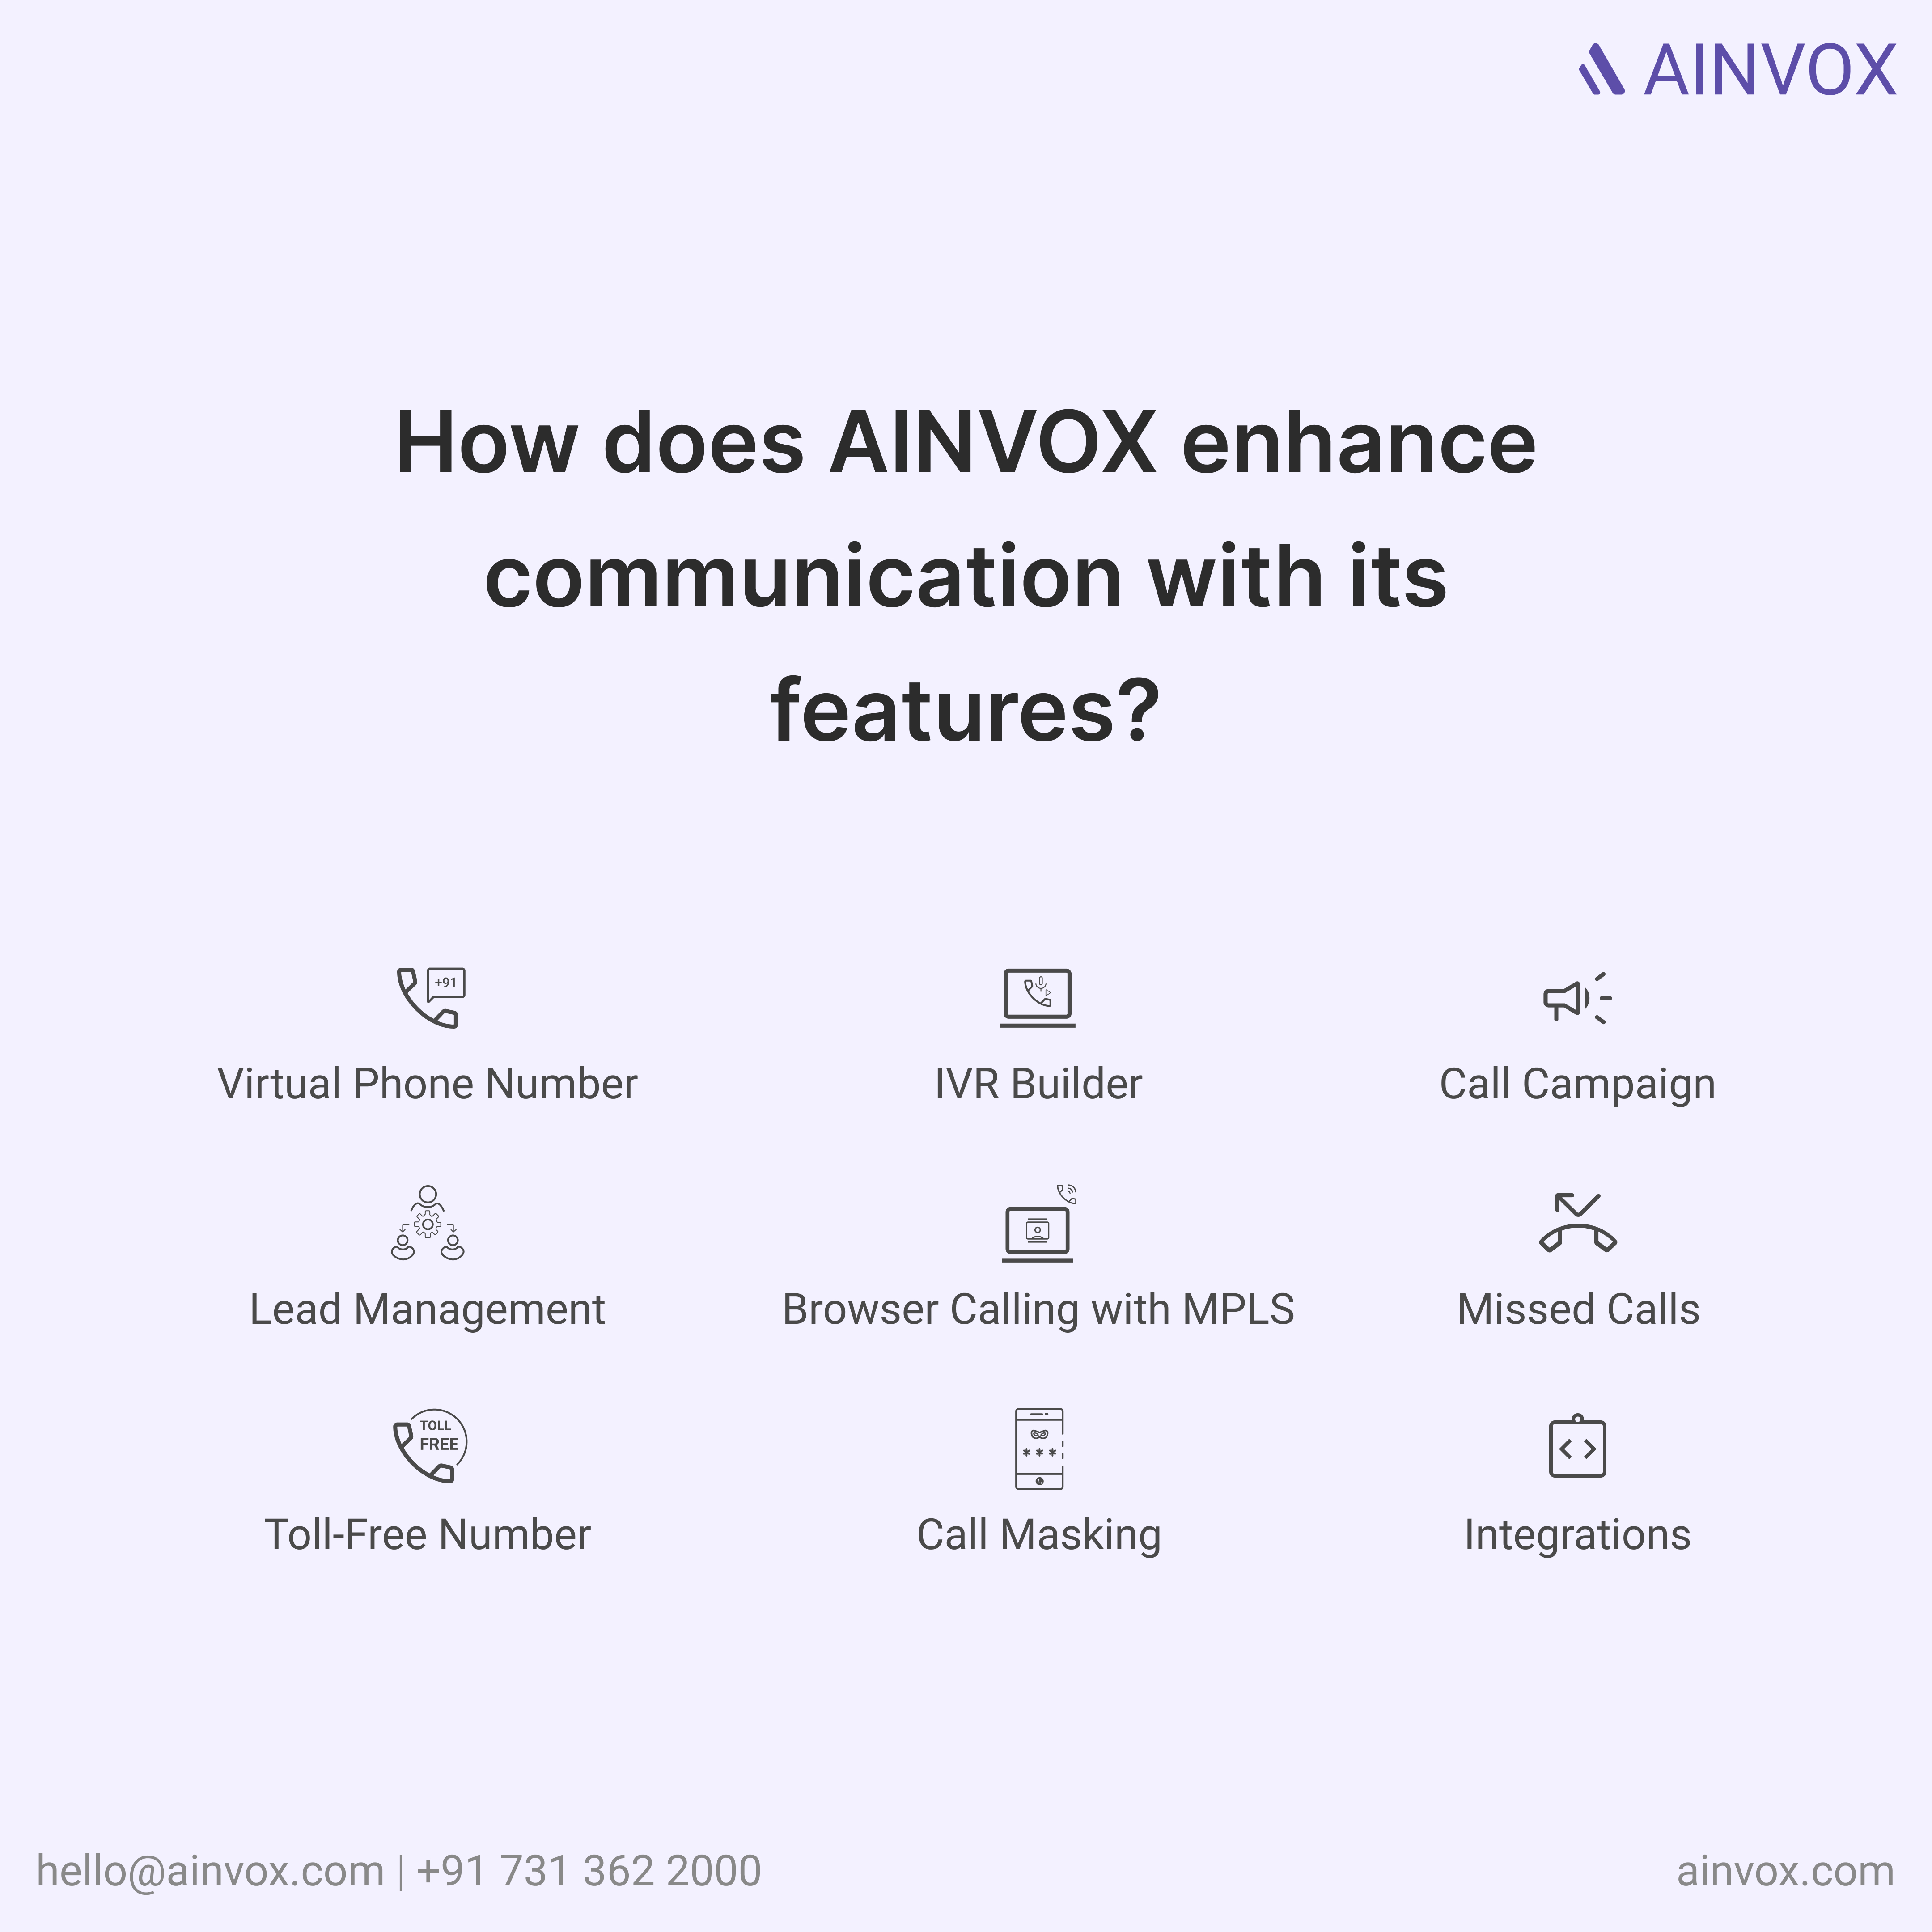 AINVOX
How does AINVOX enhance
communication with its
features?
+91
Virtual Phone Number
IVR Builder
Call Campaign
Lead Management
Browser Calling with MPLS
Missed Calls
TOLL
FREE
***
Toll-Free Number
Call Masking
Integrations
hello@ainvox.com | +91 731 362 2000
ainvox.com